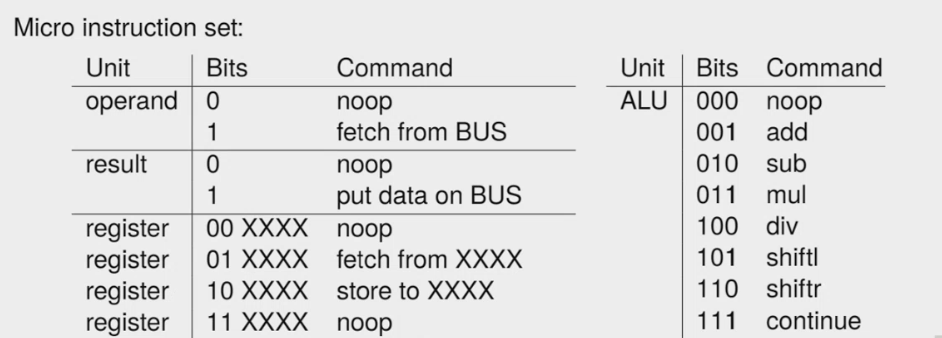 Micro instruction set:
Unit Bits Command
operand 0 noop
1 fetch from BUS
result 0 noop
1 put data on BUS
register 00 XXXX noop
register 01 XXXX fetch from XXXX
register 10 XXXX store to XXXX
register 11 XXXX noop
Unit Bits Command
ALU 000 noop
001 add
010 sub
011 mul
100 div
101 shiftl
110 shiftr
111 continue